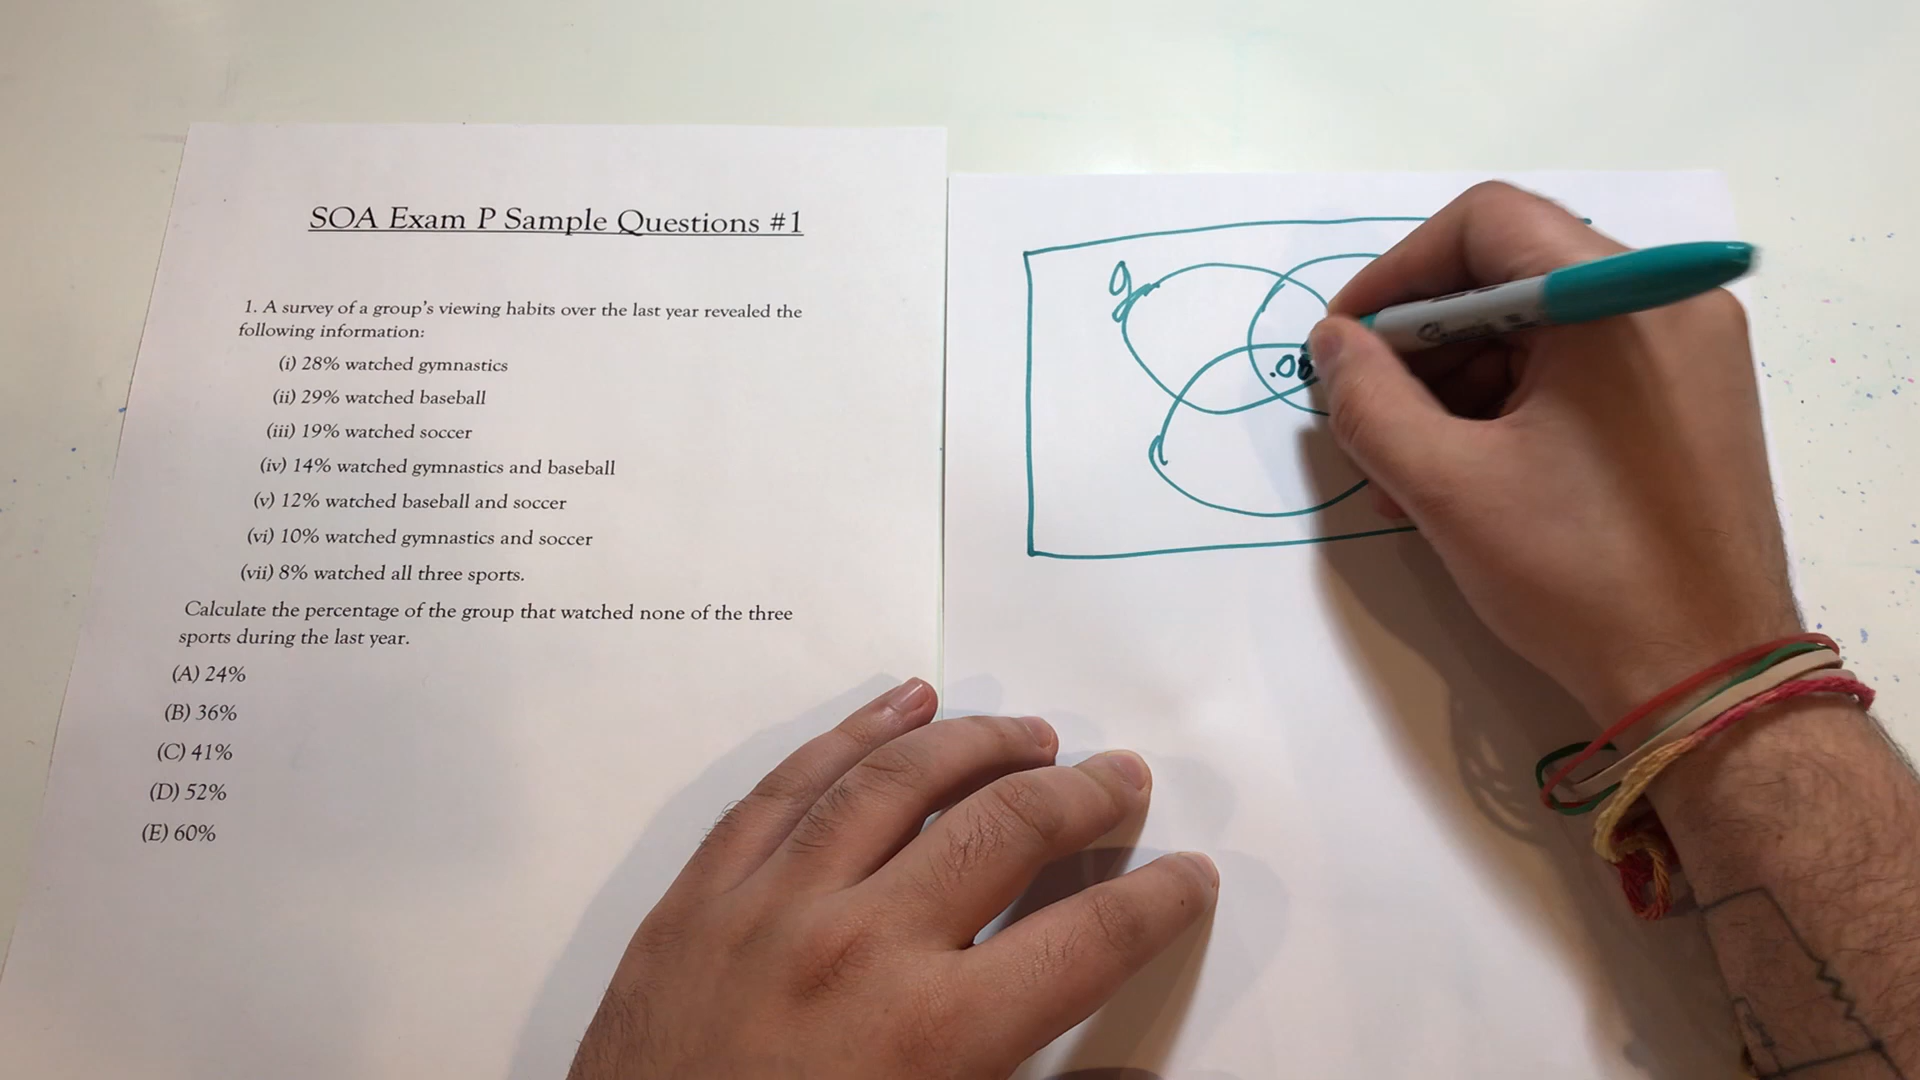 SOA Exam P Sample Questions #1
1. A survey of a group's viewing habits over the last year revealed the
following information:
(i) 28% watched gymnastics
(ii) 29% watched baseball
(iii) 19% watched soccer
(iv) 14% watched gymnastics and baseball
(v) 12% watched baseball and soccer
(vi) 10% watched gymnastics and soccer
(vii) 8% watched all three sports.
Calculate the percentage of the group that watched none of the three
sports during the last year.
(A) 24%
(B) 36%
(C) 41%
(D) 52%
(E) 60%
g
.08